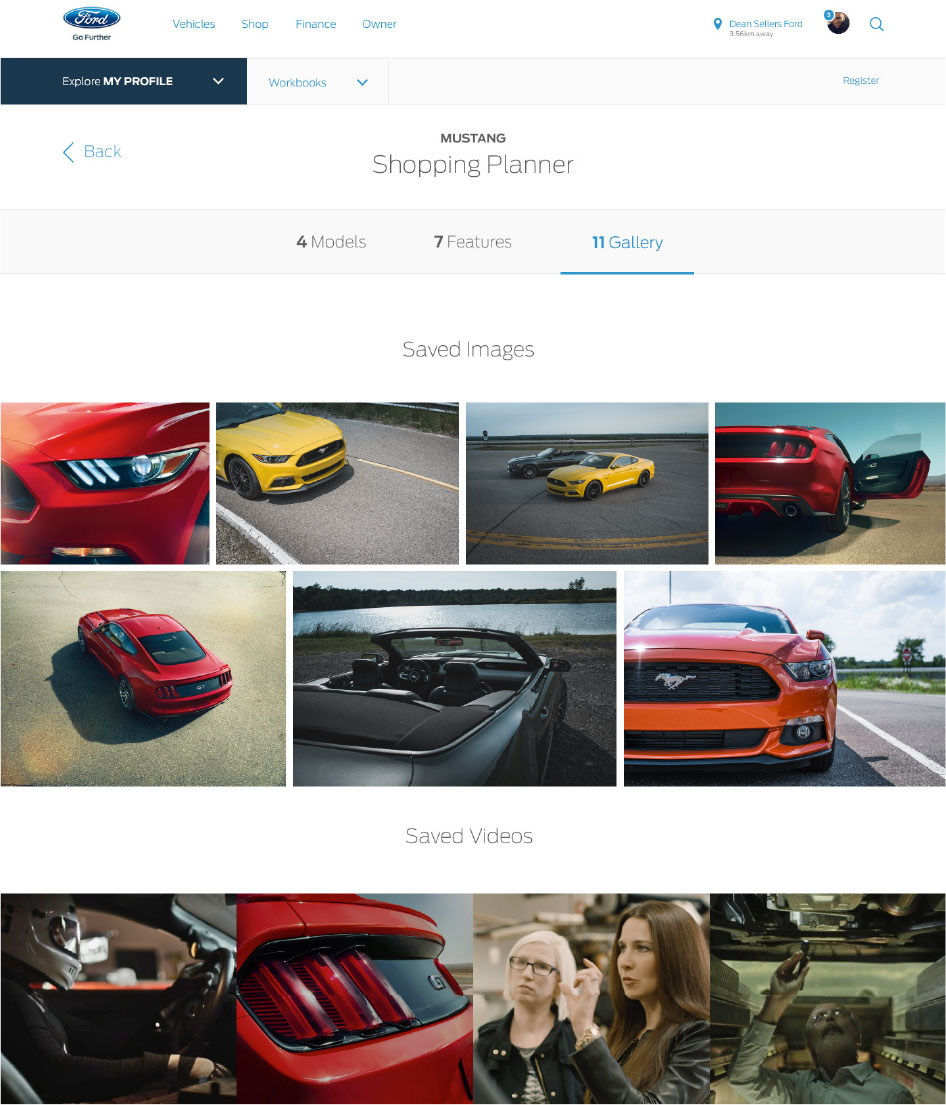 Ford
Go Further
Vehicles Shop Finance Owner
Dean Sellers Ford
3.56km away
3
Explore MY PROFILE
Workbooks
Register
Back
MUSTANG
Shopping Planner
4 Models
7 Features
11 Gallery
Saved Images
GT
Saved Videos